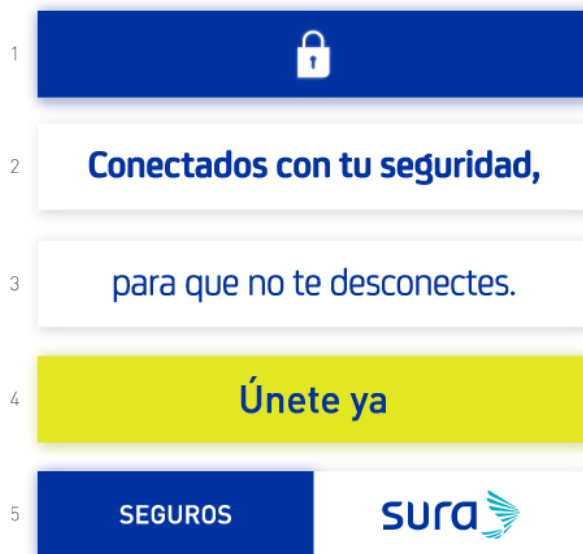 1
2 Conectados con tu seguridad,
3 para que no te desconectes.
4 Únete ya
5 SEGUROS sura